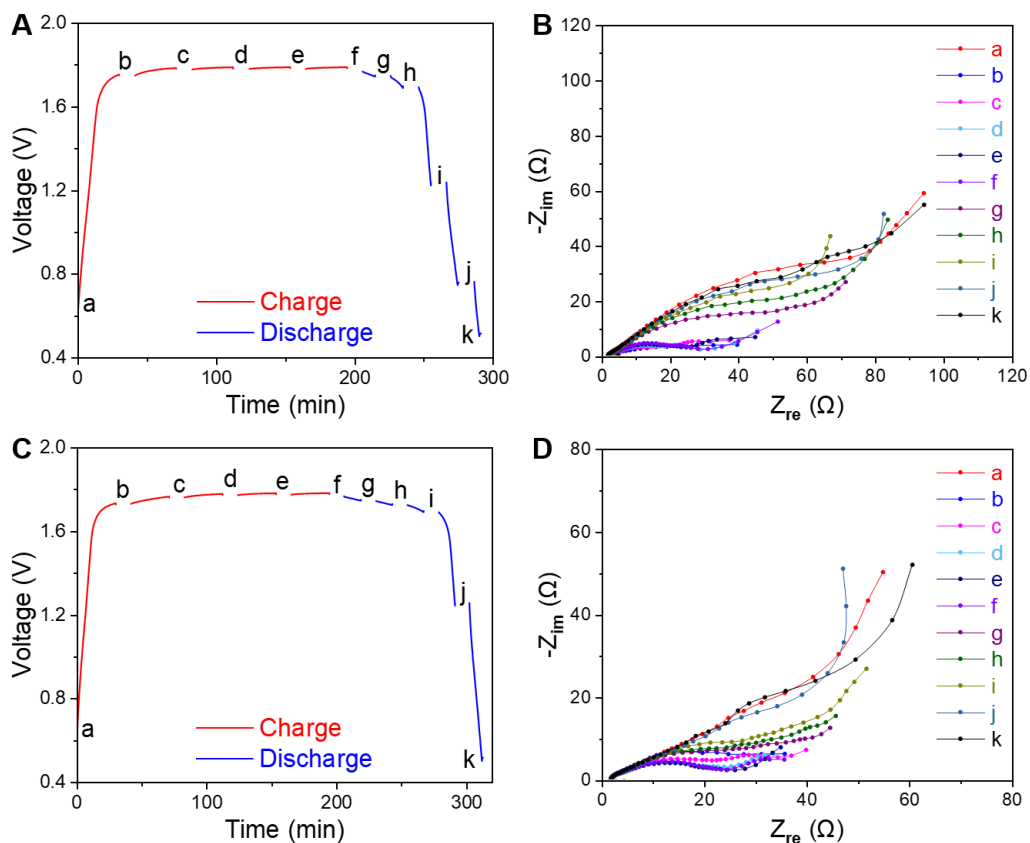 A
2.0
1.6
1.2
0.8
0.4
Voltage (V)
a
b
c
d
e
f
g
h
i
j
k
Charge
Discharge
0
100
200
300
Time (min)
B
120
100
80
60
40
20
0
-Zim (Ω)
a
b
c
d
e
f
g
h
i
j
k
0 20 40 60 80 100 120
Zre (Ω)
C
2.0
1.6
1.2
0.8
0.4
Voltage (V)
a
b
c
d
e
f
g
h
i
j
k
Charge
Discharge
0
100
200
300
Time (min)
D
80
60
40
20
0
-Zim (Ω)
a
b
c
d
e
f
g
h
i
j
k
0 20 40 60 80
Zre (Ω)